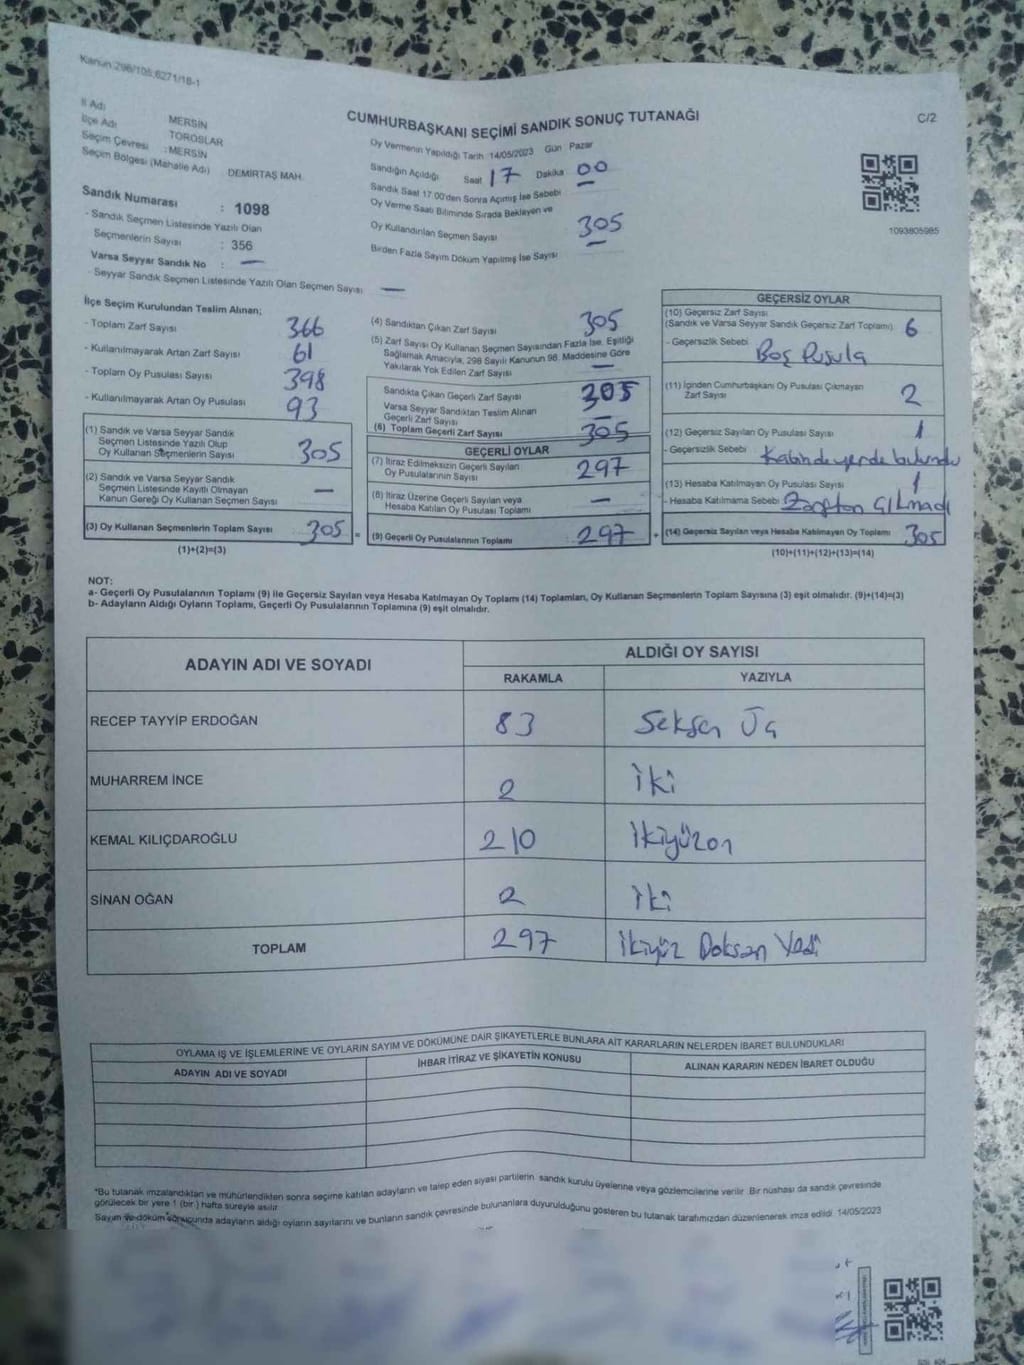 Kanun 298/105,6271/18-1
C/2
CUMHURBAŞKANI SEÇİMİ SANDIK SONUÇ TUTANAĞI
İl Adı MERSİN
İlçe Adı TOROSLAR
Seçim Çevresi : MERSİN
Seçim Bölgesi (Mahalle Adı) DEMİRTAŞ MAH.
Sandık Numarası : 1098
- Sandık Seçmen Listesinde Yazılı Olan
Seçmenlerin Sayısı : 356
Varsa Seyyar Sandık No : —
- Seyyar Sandık Seçmen Listesinde Yazılı Olan Seçmen Sayısı —
Oy Vermenin Yapıldığı Tarih 14/05/2023 Gün Pazar
Sandığın Açıldığı Saat 17 Dakika 00
Sandık Saat 17.00'den Sonra Açımış İse Sebebi —
Oy Verme Saati Bitiminde Sırada Bekleyen ve
Oy Kullandırılan Seçmen Sayısı 305
Birden Fazla Sayım Döküm Yapılmış İse Sayısı —
1093805985
İlçe Seçim Kurulundan Teslim Alınan;
- Toplam Zarf Sayısı 366
- Kullanılmayarak Artan Zarf Sayısı 61
- Toplam Oy Pusulası Sayısı 398
- Kullanılmayarak Artan Oy Pusulası 93
(1) Sandık ve Varsa Seyyar Sandık
Seçmen Listesinde Yazılı Olup
Oy Kullanan Seçmenlerin Sayısı 305
(2) Sandık ve Varsa Seyyar Sandık
Seçmen Listesinde Kayıtlı Olmayan
Kanun Gereği Oy Kullanan Seçmen Sayısı —
(3) Oy Kullanan Seçmenlerin Toplam Sayısı 305 =
(1)+(2)=(3)
(4) Sandıktan Çıkan Zarf Sayısı 305
(5) Zarf Sayısı Oy Kullanan Seçmen Sayısından Fazla İse, Eşitliği
Sağlamak Amacıyla, 298 Sayılı Kanunun 98. Maddesine Göre
Yakılarak Yok Edilen Zarf Sayısı —
Sandıkta Çıkan Geçerli Zarf Sayısı 305
Varsa Seyyar Sandıktan Teslim Alınan
Geçerli Zarf Sayısı —
(6) Toplam Geçerli Zarf Sayısı 305
GEÇERLİ OYLAR
(7) İtiraz Edilmeksizin Geçerli Sayılan
Oy Pusulalarının Sayısı 297
(8) İtiraz Üzerine Geçerli Sayılan veya
Hesaba Katılan Oy Pusulası Toplamı —
(9) Geçerli Oy Pusulalarının Toplamı : 297 +
GEÇERSİZ OYLAR
(10) Geçersiz Zarf Sayısı
(Sandık ve Varsa Seyyar Sandık Geçersiz Zarf Toplamı) 6
- Geçersizlik Sebebi Boş Pusula
(11) İçinden Cumhurbaşkanı Oy Pusulası Çıkmayan
Zarf Sayısı 2
(12) Geçersiz Sayılan Oy Pusulası Sayısı 1
- Geçersizlik Sebebi Kabinde yerde bulundu
(13) Hesaba Katılmayan Oy Pusulası Sayısı 1
- Hesaba Katılmama Sebebi Zarftan Çıkmadı
(14) Geçersiz Sayılan veya Hesaba Katılmayan Oy Toplamı 305
(10)+(11)+(12)+(13)=(14)
NOT:
a- Geçerli Oy Pusulalarının Toplamı (9) ile Geçersiz Sayılan veya Hesaba Katılmayan Oy Toplamı (14) Toplamları, Oy Kullanan Seçmenlerin Toplam Sayısına (3) eşit olmalıdır. (9)+(14)=(3)
b- Adayların Aldığı Oyların Toplamı, Geçerli Oy Pusulalarının Toplamına (9) eşit olmalıdır.
ADAYIN ADI VE SOYADI ALDIĞI OY SAYISI
RAKAMLA YAZIYLA
RECEP TAYYİP ERDOĞAN 83 Seksen Üç
MUHARREM İNCE 2 İki
KEMAL KILIÇDAROĞLU 210 İkiyüzon
SİNAN OĞAN 2 İki
TOPLAM 297 İkiyüz Doksan Yedi
OYLAMA İŞ VE İŞLEMLERİNE VE OYLARIN SAYIM VE DÖKÜMÜNE DAİR ŞİKAYETLERLE BUNLARA AİT KARARLARIN NELERDEN İBARET BULUNDUKLARI
ADAYIN ADI VE SOYADI İHBAR İTİRAZ VE ŞİKAYETİN KONUSU ALINAN KARARIN NEDEN İBARET OLDUĞU
*Bu tutanak imzalandıktan ve mühürlendikten sonra seçime katılan adayların ve talep eden siyasi partilerin sandık kurulu üyelerine veya gözlemcilerine verilir. Bir nüshası da sandık çevresinde
görülecek bir yere 1 (bir) hafta süreyle asılır.
Sayım ve döküm sonucunda adayların aldığı oyların sayılarını ve bunların sandık çevresinde bulunanlara duyurulduğunu gösteren bu tutanak tarafımızdan düzenlenerek imza edildi. 14/05/2023